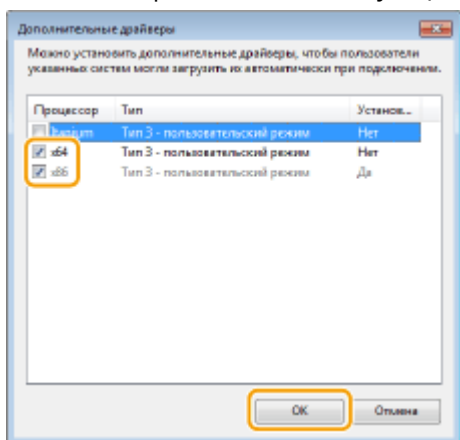 Дополнительные драйверы
Можно установить дополнительные драйверы, чтобы пользователи
указанных систем могли загрузить их автоматически при подключении.
Процессор Тип Установ...
Itanium Тип 3 - пользовательский режим Нет
x64 Тип 3 - пользовательский режим Нет
x86 Тип 3 - пользовательский режим Да
OK Отмена